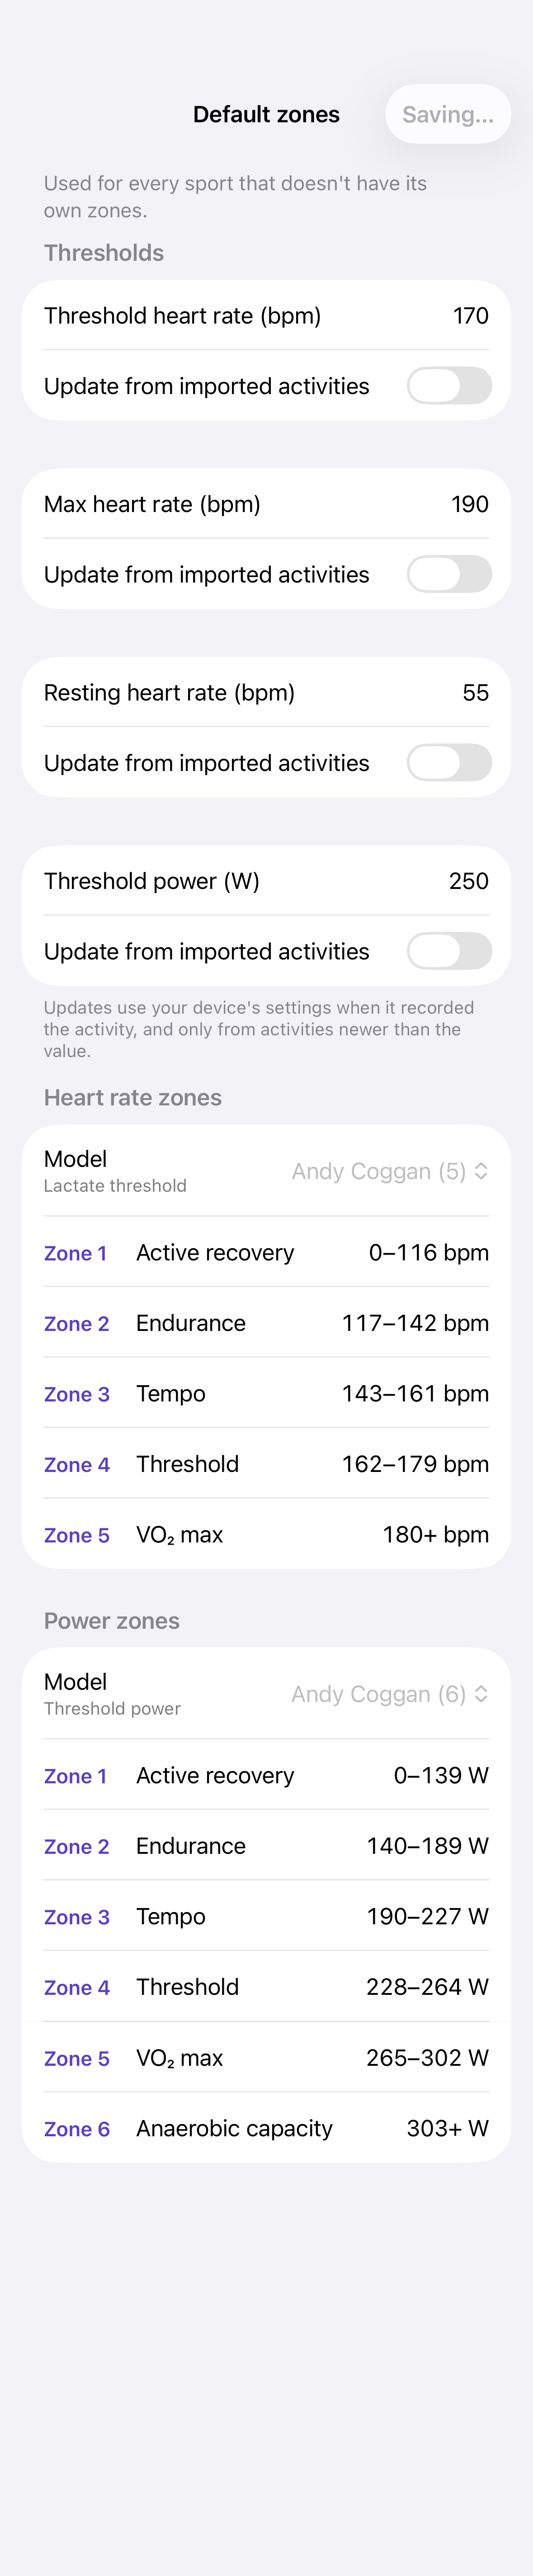 Default zones
Saving...
Used for every sport that doesn't have its
own zones.
Thresholds
Threshold heart rate (bpm) 170
Update from imported activities
Max heart rate (bpm) 190
Update from imported activities
Resting heart rate (bpm) 55
Update from imported activities
Threshold power (W) 250
Update from imported activities
Updates use your device's settings when it recorded
the activity, and only from activities newer than the
value.
Heart rate zones
Model
Lactate threshold
Andy Coggan (5)
Zone 1 Active recovery 0–116 bpm
Zone 2 Endurance 117–142 bpm
Zone 3 Tempo 143–161 bpm
Zone 4 Threshold 162–179 bpm
Zone 5 VO₂ max 180+ bpm
Power zones
Model
Threshold power
Andy Coggan (6)
Zone 1 Active recovery 0–139 W
Zone 2 Endurance 140–189 W
Zone 3 Tempo 190–227 W
Zone 4 Threshold 228–264 W
Zone 5 VO₂ max 265–302 W
Zone 6 Anaerobic capacity 303+ W